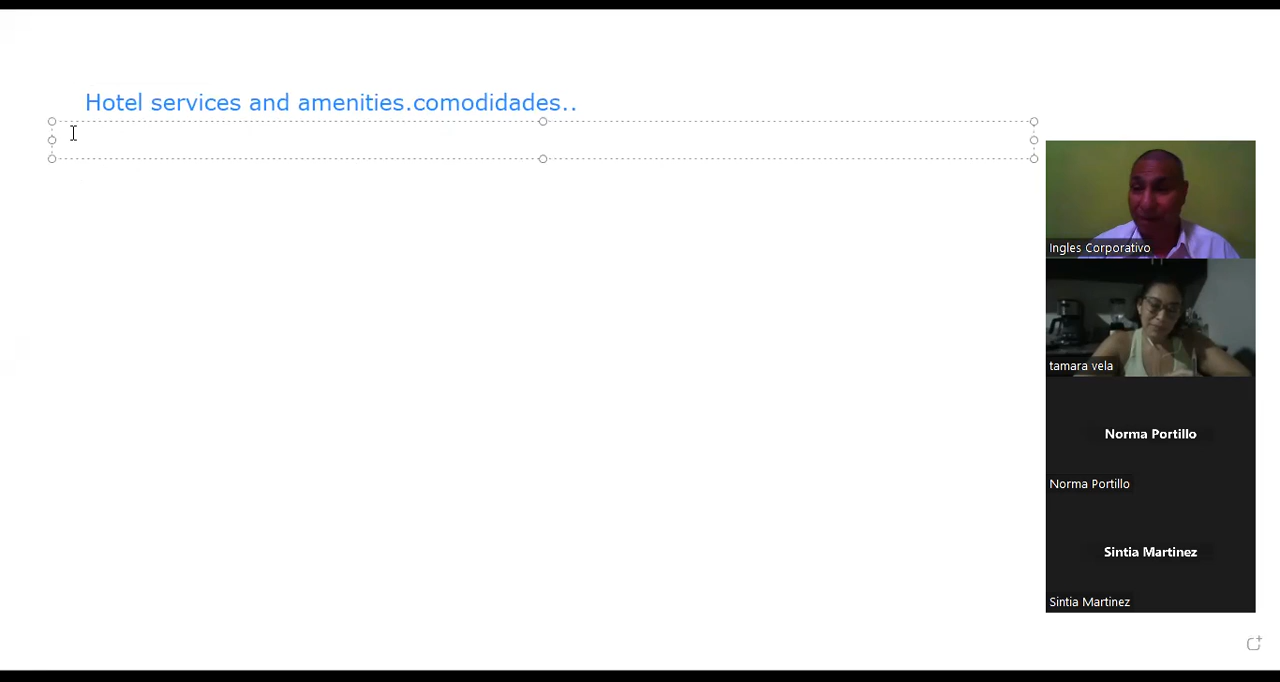 Hotel services and amenities.comodidades..
Ingles Corporativo
tamara vela
Norma Portillo
Norma Portillo
Sintia Martinez
Sintia Martinez